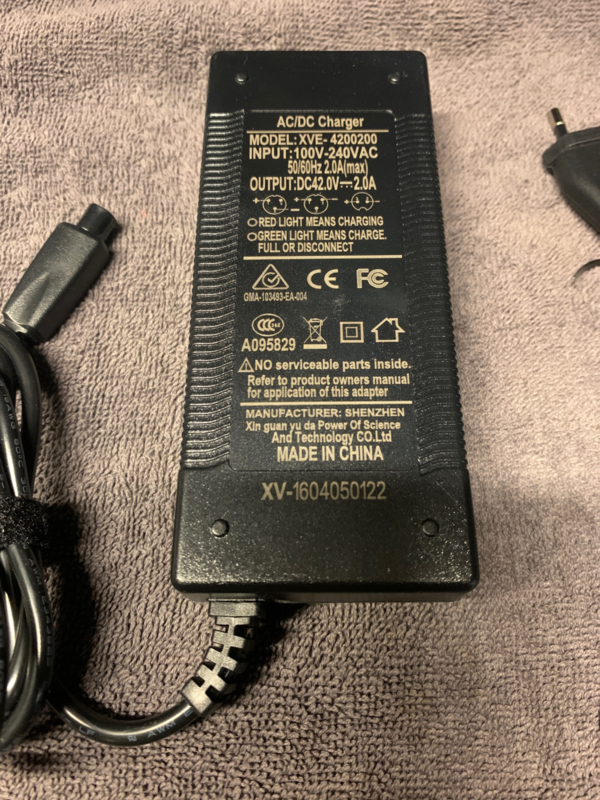 AC/DC Charger
MODEL:XVE- 4200200
INPUT:100V-240VAC
50/60Hz 2.0A(max)
OUTPUT:DC42.0V⎓2.0A
RED LIGHT MEANS CHARGING
GREEN LIGHT MEANS CHARGE.
FULL OR DISCONNECT
CE FC
GMA-103493-EA-004
A095829
NO serviceable parts inside.
Refer to product owners manual
for application of this adapter
MANUFACTURER: SHENZHEN
Xin guan yu da Power Of Science
And Technology CO.Ltd
MADE IN CHINA
XV-1604050122